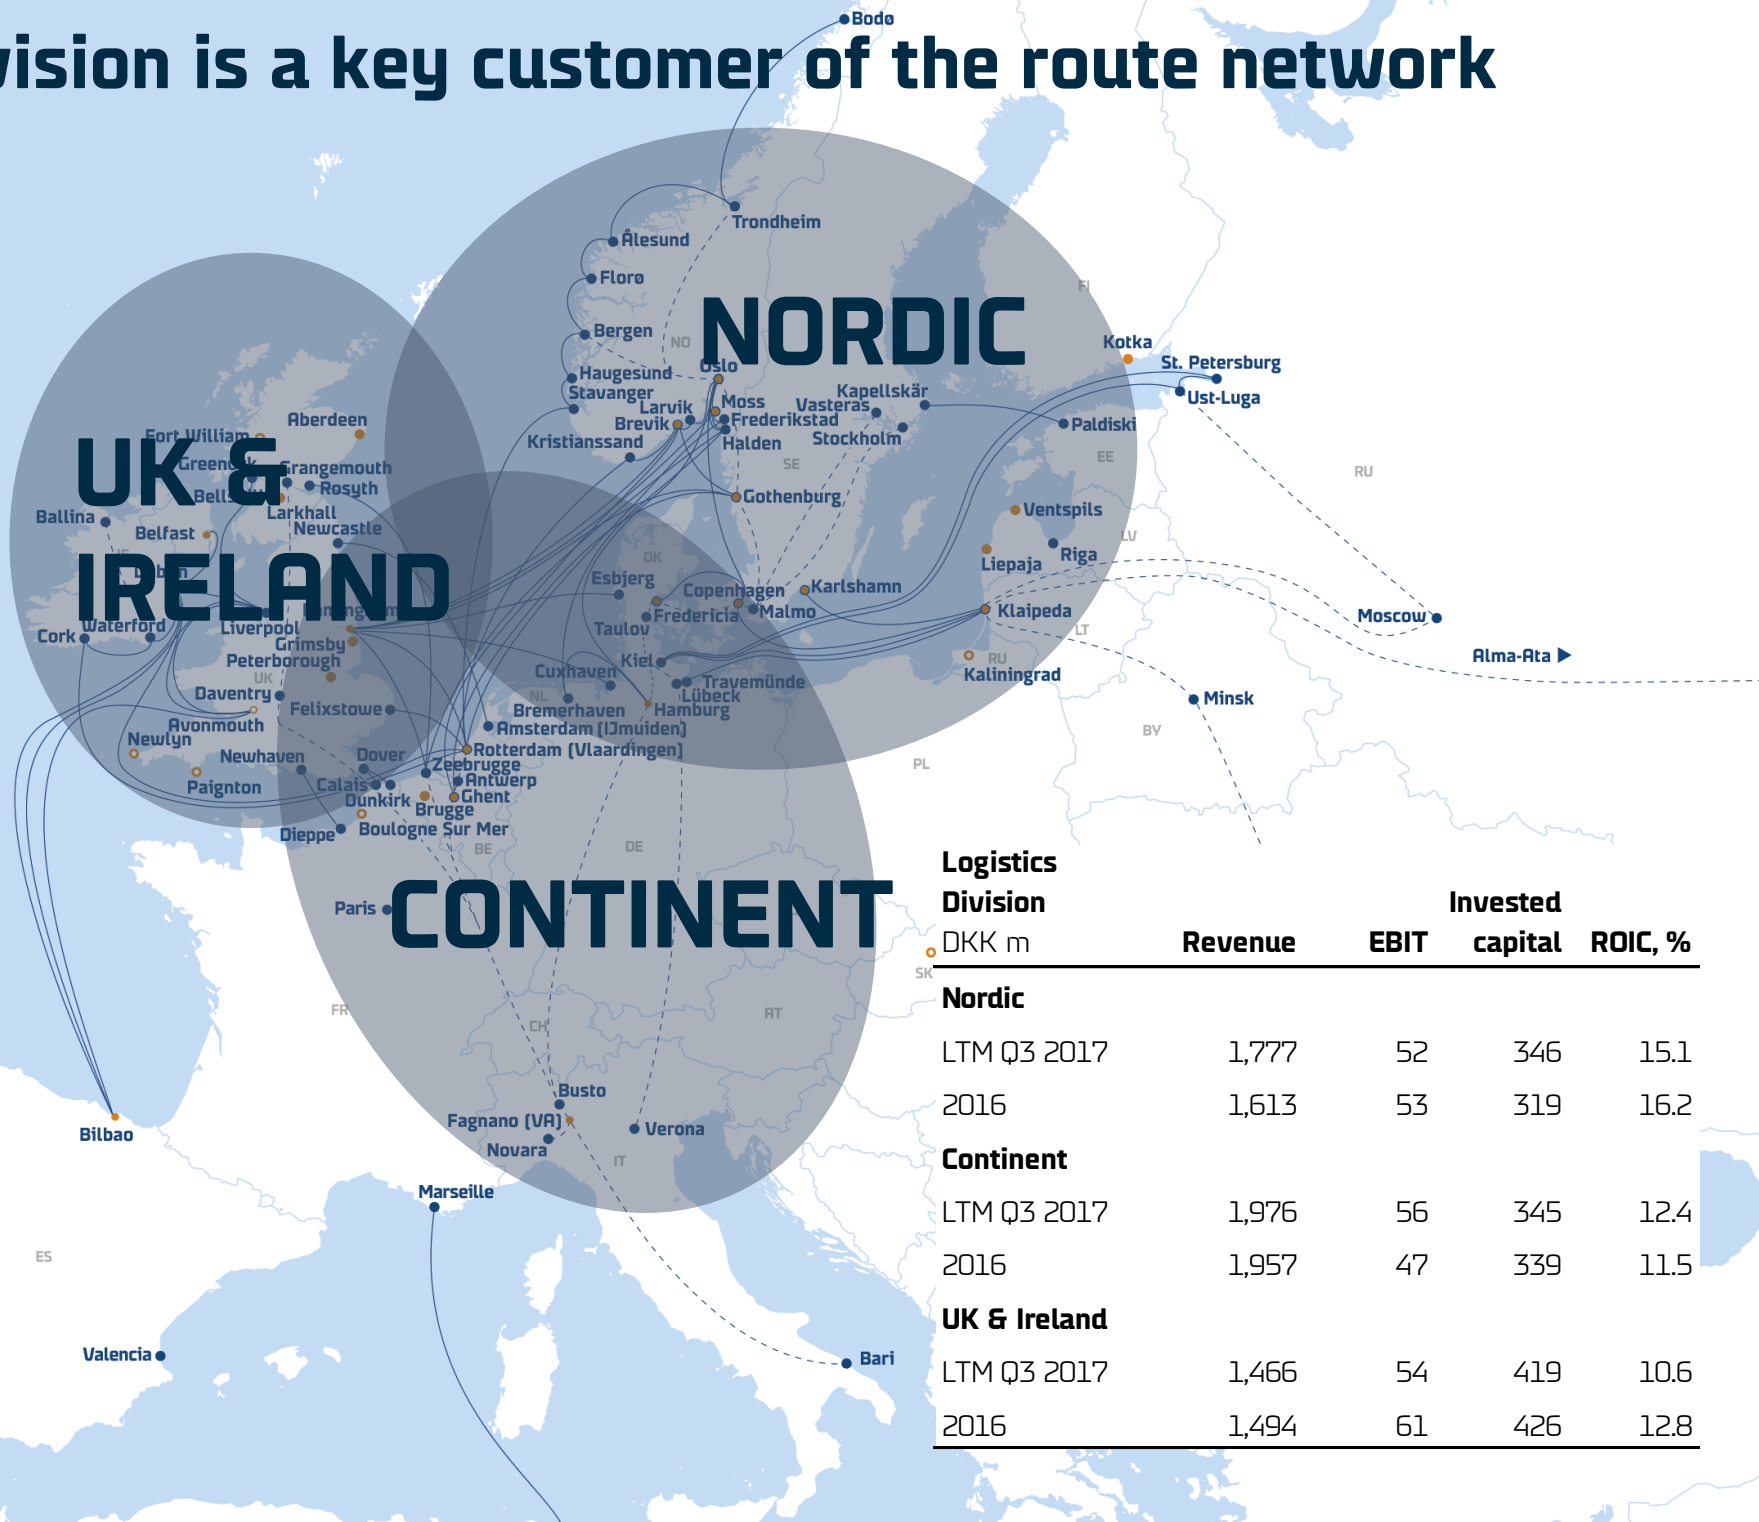 vision is a key customer of the route network
Bodø
Trondheim
Ålesund
Florø
NORDIC
FI
Bergen
NO
Kotka
Oslo
St. Petersburg
Haugesund
Kapellskär
Stavanger
Ust-Luga
Larvik
Moss
Vasteras
Aberdeen
Brevik
Frederikstad
Paldiski
Fort William
Kristianssand
Halden
Stockholm
UK &
IRELAND
Greenock
Grangemouth
SE
EE
RU
Rosyth
Gothenburg
Ballina
Larkhall
Ventspils
Belfast
Newcastle
LV
DK
Riga
Liepaja
Esbjerg
Copenhagen
Karlshamn
Fredericia
Malmo
Klaipeda
Moscow
Waterford
Liverpool
Taulov
LT
Cork
Grimsby
Alma-Ata
Peterborough
Kiel
RU
Cuxhaven
Kaliningrad
UK
Travemünde
Daventry
NL
Lübeck
Minsk
Felixstowe
Bremerhaven
Hamburg
Avonmouth
Amsterdam (IJmuiden)
BY
Newlyn
Rotterdam (Vlaardingen)
Newhaven
Dover
Zeebrugge
PL
Paignton
Calais
Antwerp
Dunkirk
Ghent
Brugge
Dieppe
Boulogne Sur Mer
BE
DE
CONTINENT
Paris
SK
FR
CH
AT
Busto
Fagnano (VA)
Verona
Bilbao
Novara
IT
Marseille
ES
Valencia
Bari
Logistics
Division Invested
DKK m Revenue EBIT capital ROIC, %
Nordic
LTM Q3 2017 1,777 52 346 15.1
2016 1,613 53 319 16.2
Continent
LTM Q3 2017 1,976 56 345 12.4
2016 1,957 47 339 11.5
UK & Ireland
LTM Q3 2017 1,466 54 419 10.6
2016 1,494 61 426 12.8